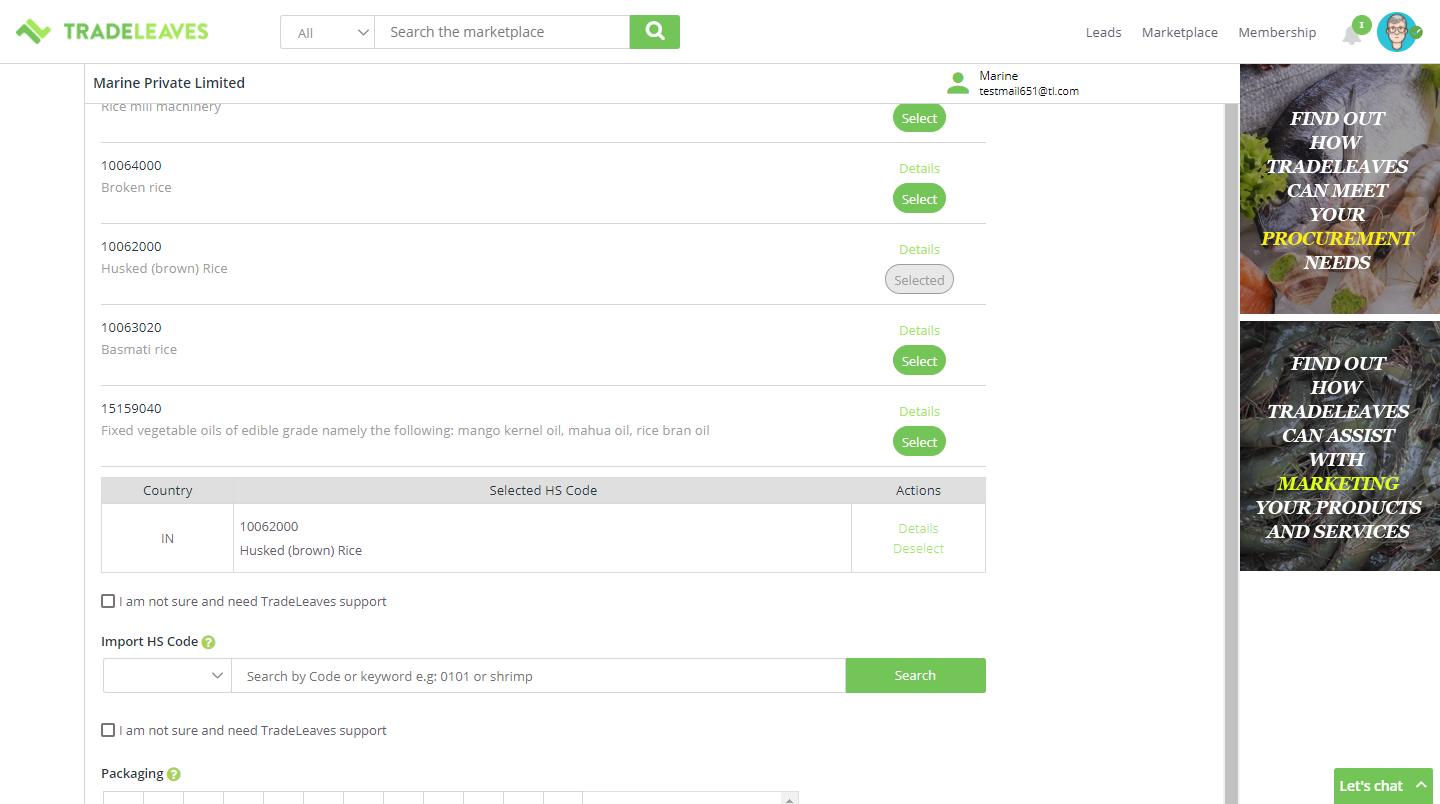 TRADELEAVES
All
Search the marketplace
Leads
Marketplace
Membership
1
Marine Private Limited
Marine
testmail651@tl.com
Rice mill machinery
Select
10064000
Details
Broken rice
Select
10062000
Details
Husked (brown) Rice
Selected
10063020
Details
Basmati rice
Select
15159040
Details
Fixed vegetable oils of edible grade namely the following: mango kernel oil, mahua oil, rice bran oil
Select
Country
Selected HS Code
Actions
IN
10062000
Husked (brown) Rice
Details
Deselect
I am not sure and need TradeLeaves support
Import HS Code ?
Search by Code or keyword e.g: 0101 or shrimp
Search
I am not sure and need TradeLeaves support
Packaging ?
FIND OUT
HOW
TRADELEAVES
CAN MEET
YOUR
PROCUREMENT
NEEDS
FIND OUT
HOW
TRADELEAVES
CAN ASSIST
WITH
MARKETING
YOUR PRODUCTS
AND SERVICES
Let's chat